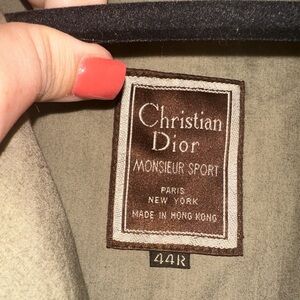 Christian
Dior
MONSIEUR SPORT
PARIS
NEW YORK
MADE IN HONG KONG
44R